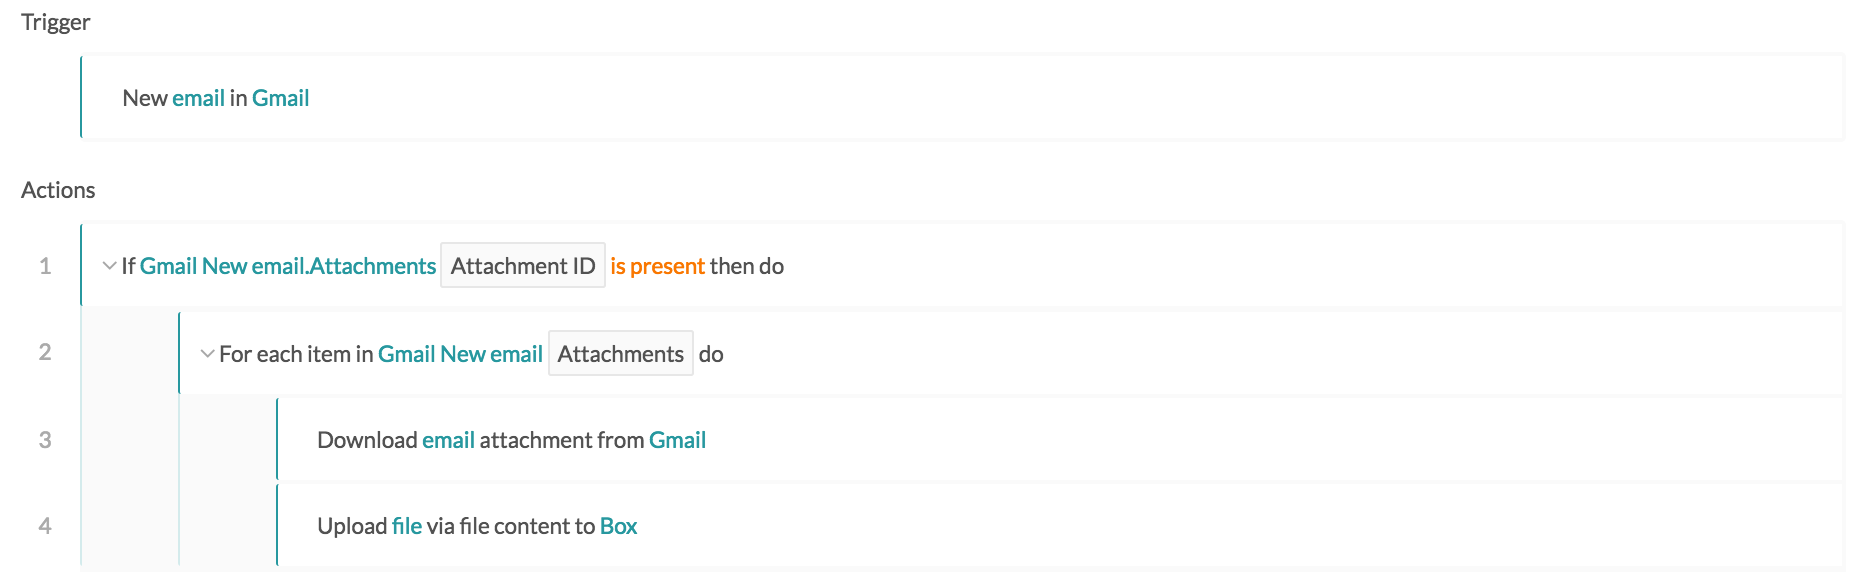 Trigger
New email in Gmail
Actions
1 If Gmail New email.Attachments Attachment ID is present then do
2 For each item in Gmail New email Attachments do
3 Download email attachment from Gmail
4 Upload file via file content to Box